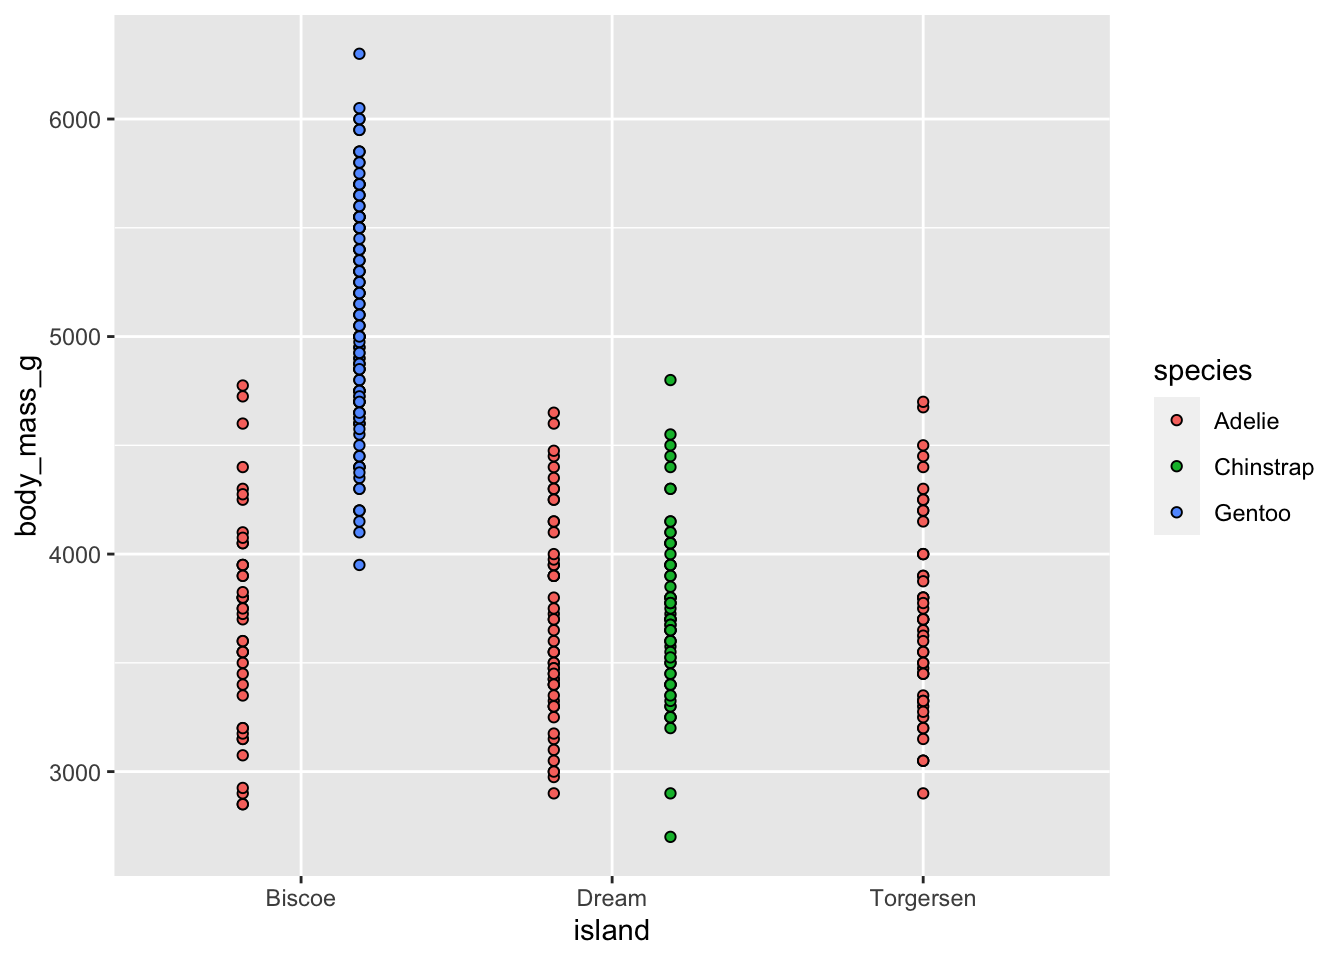 6000
5000
4000
3000
body_mass_g
Biscoe
Dream
Torgersen
island
species
Adelie
Chinstrap
Gentoo